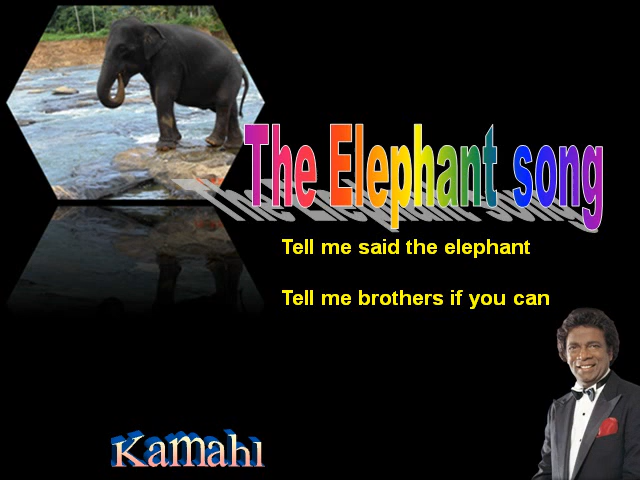 The Elephant song
Tell me said the elephant
Tell me brothers if you can
Kamahl